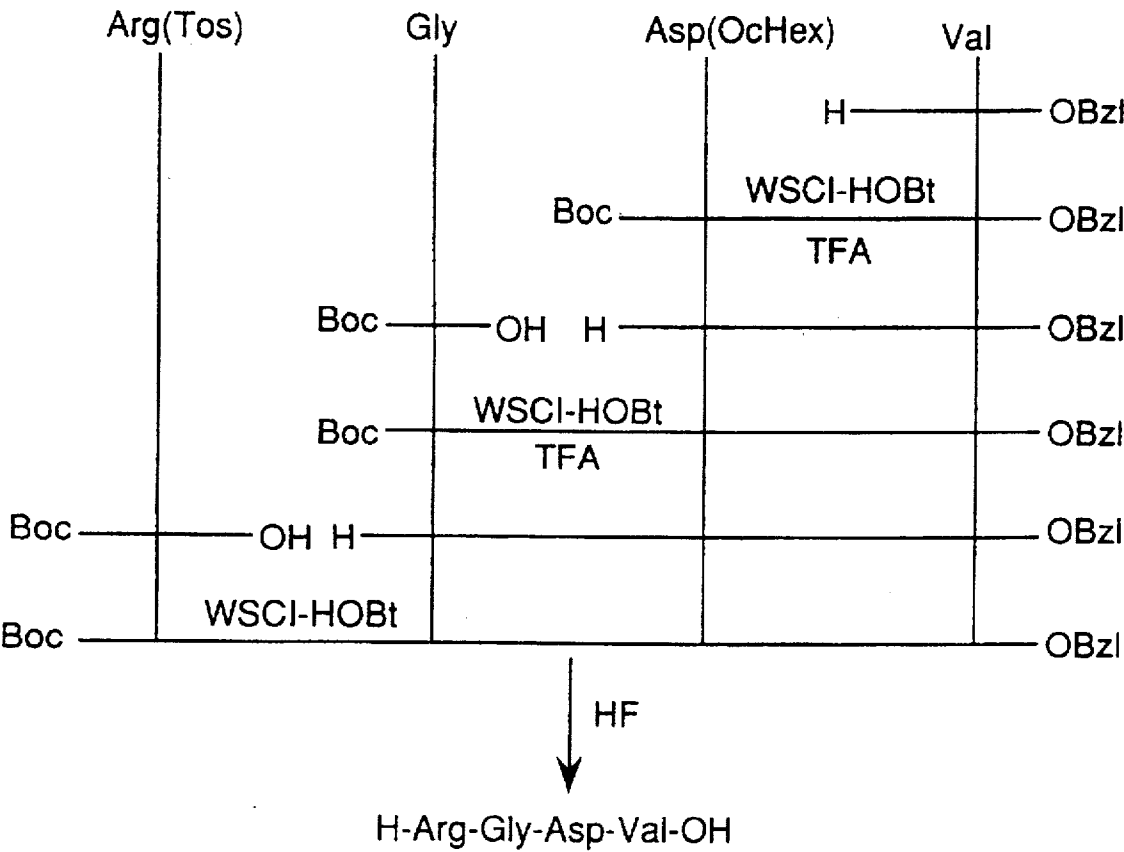 Arg(Tos) Gly Asp(OcHex) Val
H OBzl
WSCI-HOBt
Boc OBzl
TFA
Boc OH H OBzl
WSCI-HOBt
Boc OBzl
TFA
Boc OH H OBzl
WSCI-HOBt
Boc OBzl
HF
H-Arg-Gly-Asp-Val-OH